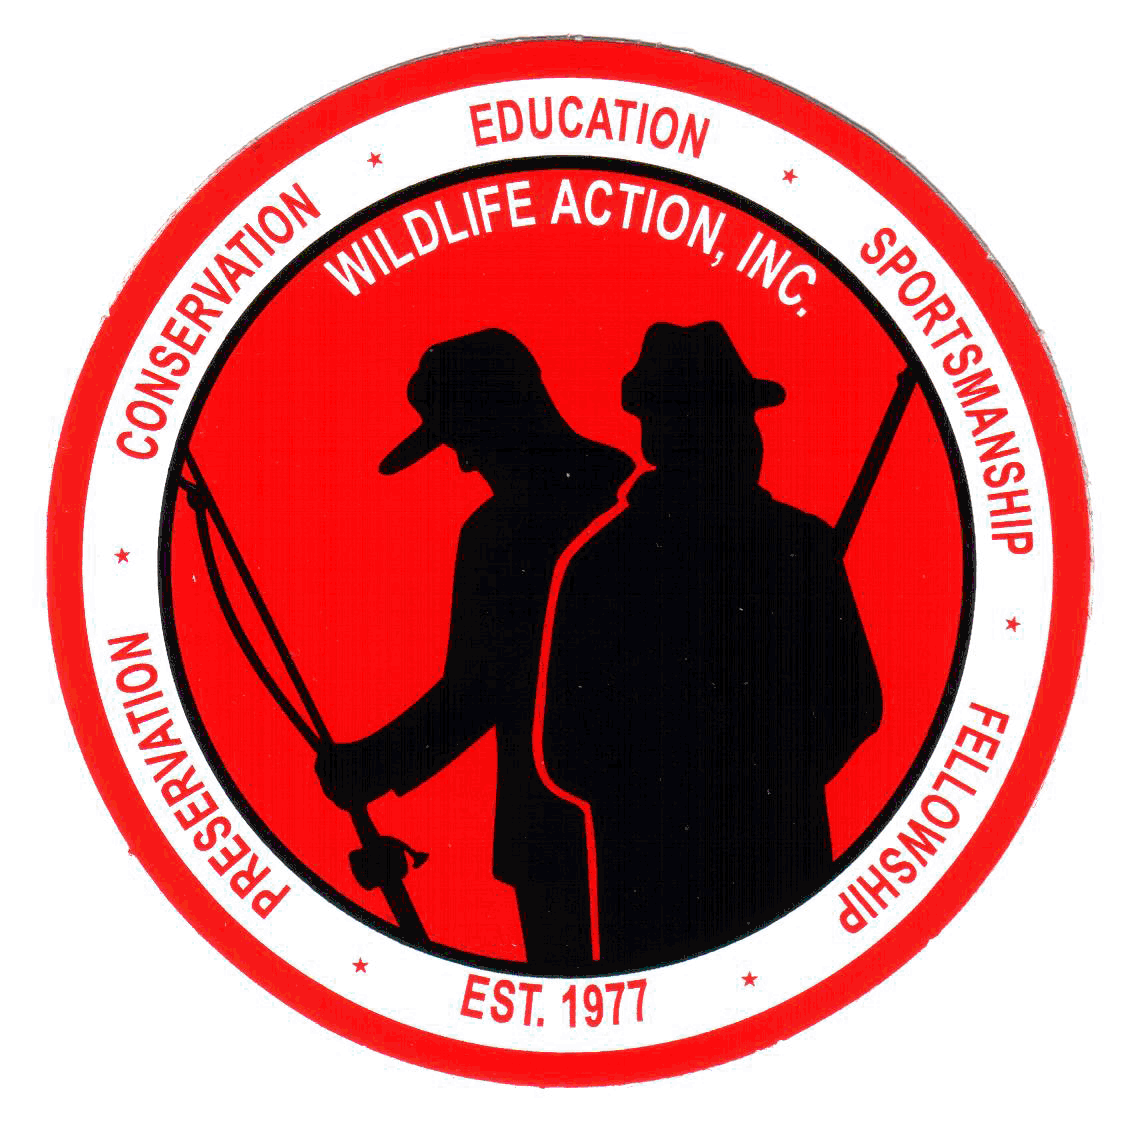 WILDLIFE ACTION, INC.
PRESERVATION
CONSERVATION
EDUCATION
SPORTSMANSHIP
FELLOWSHIP
EST. 1977